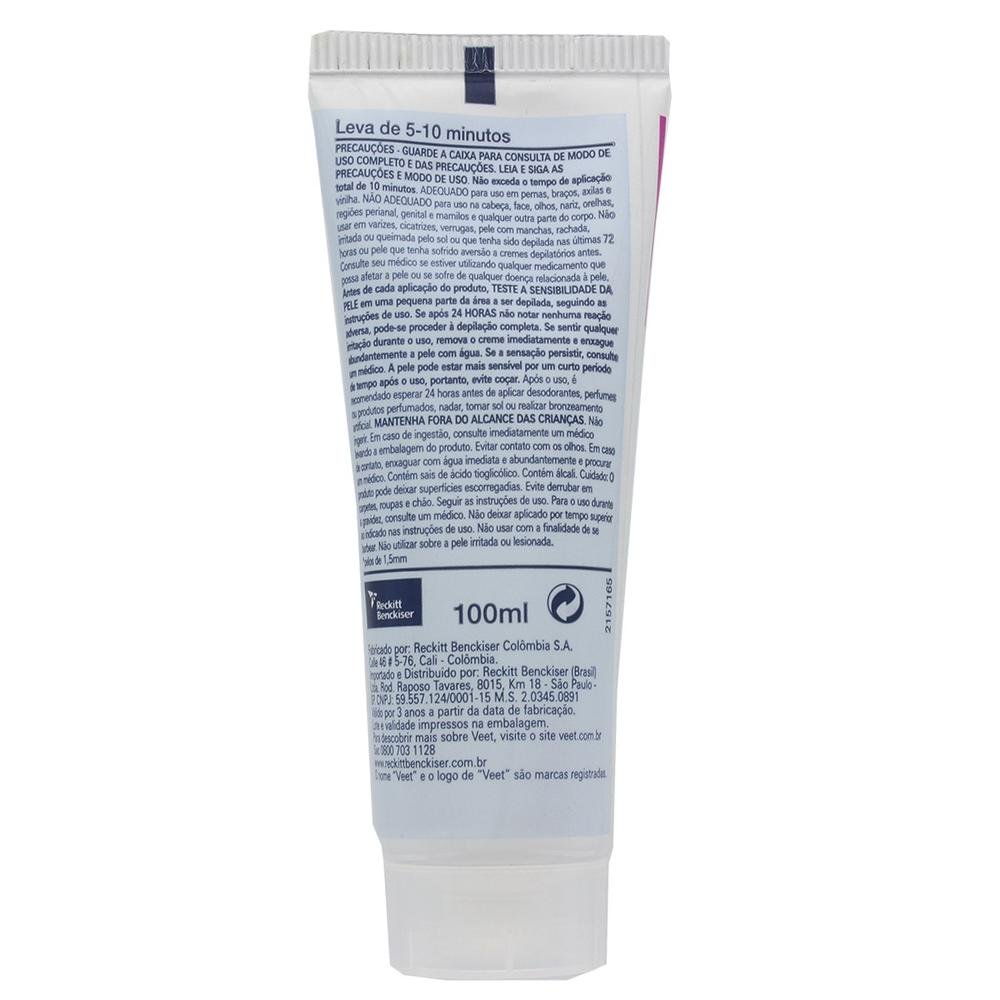 Leva de 5-10 minutos
PRECAUÇÕES - GUARDE A CAIXA PARA CONSULTA DE MODO DE
USO COMPLETO E DAS PRECAUÇÕES. LEIA E SIGA AS
PRECAUÇÕES E MODO DE USO. Não exceda o tempo de aplicação
total de 10 minutos. ADEQUADO para uso em pernas, braços, axilas e
virilha. NÃO ADEQUADO para uso na cabeça, face, olhos, nariz, orelhas,
regiões perianal, genital e mamilos e qualquer outra parte do corpo. Não
usar em varizes, cicatrizes, verrugas, pele com manchas, rachada,
irritada ou queimada pelo sol ou que tenha sido depilada nas últimas 72
horas ou pele que tenha sofrido aversão a cremes depilatórios antes.
Consulte seu médico se estiver utilizando qualquer medicamento que
possa afetar a pele ou se sofre de qualquer doença relacionada à pele.
Antes de cada aplicação do produto, TESTE A SENSIBILIDADE DA
PELE em uma pequena parte da área a ser depilada, seguindo as
instruções de uso. Se após 24 HORAS não notar nenhuma reação
adversa, pode-se proceder à depilação completa. Se sentir qualquer
irritação durante o uso, remova o creme imediatamente e enxague
abundantemente a pele com água. Se a sensação persistir, consulte
um médico. A pele pode estar mais sensível por um curto período
de tempo após o uso, portanto, evite coçar. Após o uso, é
recomendado esperar 24 horas antes de aplicar desodorantes, perfumes
ou produtos perfumados, nadar, tomar sol ou realizar bronzeamento
artificial. MANTENHA FORA DO ALCANCE DAS CRIANÇAS. Não
ingerir. Em caso de ingestão, consulte imediatamente um médico
levando a embalagem do produto. Evitar contato com os olhos. Em caso
de contato, enxaguar com água imediata e abundantemente e procurar
um médico. Contém sais de ácido tioglicólico. Contém álcali. Cuidado: O
produto pode deixar superfícies escorregadias. Evite derrubar em
carpetes, roupas e chão. Seguir as instruções de uso. Para o uso durante
a gravidez, consulte um médico. Não deixar aplicado por tempo superior
ao indicado nas instruções de uso. Não usar com a finalidade de se
barbear. Não utilizar sobre a pele irritada ou lesionada.
*pelos de 1,5mm
Reckitt
Benckiser
100ml
2157165
Fabricado por: Reckitt Benckiser Colômbia S.A.
Calle 46 # 5-76, Cali - Colômbia.
Importado e Distribuído por: Reckitt Benckiser (Brasil)
Ltda. Rod. Raposo Tavares, 8015, Km 18 - São Paulo -
SP. CNPJ: 59.557.124/0001-15 M.S. 2.0345.0891
Válido por 3 anos a partir da data de fabricação.
Lote e validade impressos na embalagem.
Para descobrir mais sobre Veet, visite o site veet.com.br
0800 703 1128
www.reckittbenckiser.com.br
O nome "Veet" e o logo de "Veet" são marcas registradas.